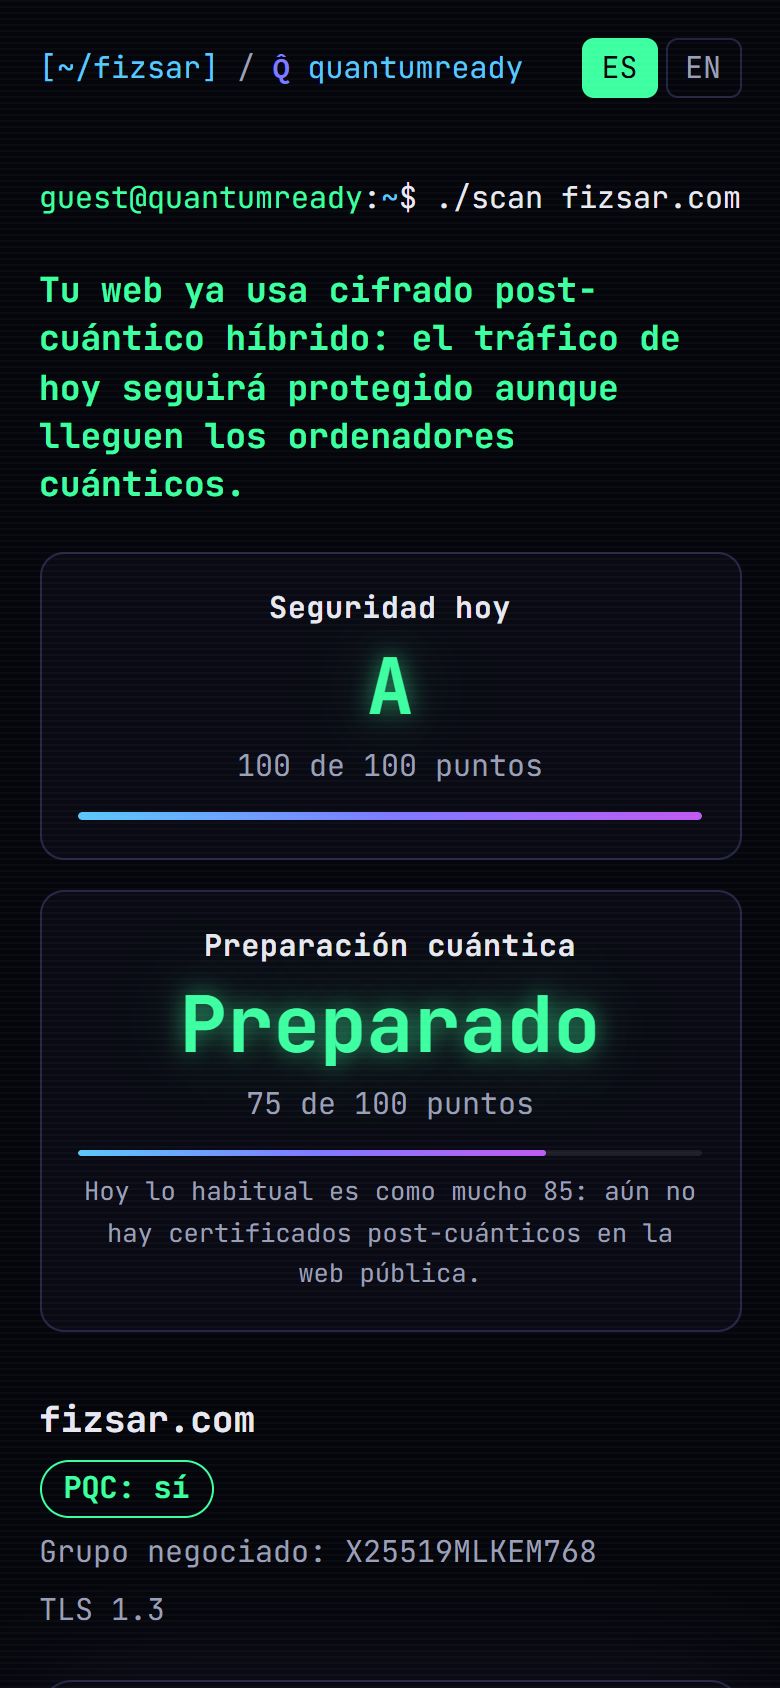 [~/fizsar] / Q̂ quantumready ES EN
guest@quantumready:~$ ./scan fizsar.com
Tu web ya usa cifrado post-
cuántico híbrido: el tráfico de
hoy seguirá protegido aunque
lleguen los ordenadores
cuánticos.
Seguridad hoy
A
100 de 100 puntos
Preparación cuántica
Preparado
75 de 100 puntos
Hoy lo habitual es como mucho 85: aún no
hay certificados post-cuánticos en la
web pública.
fizsar.com
PQC: sí
Grupo negociado: X25519MLKEM768
TLS 1.3